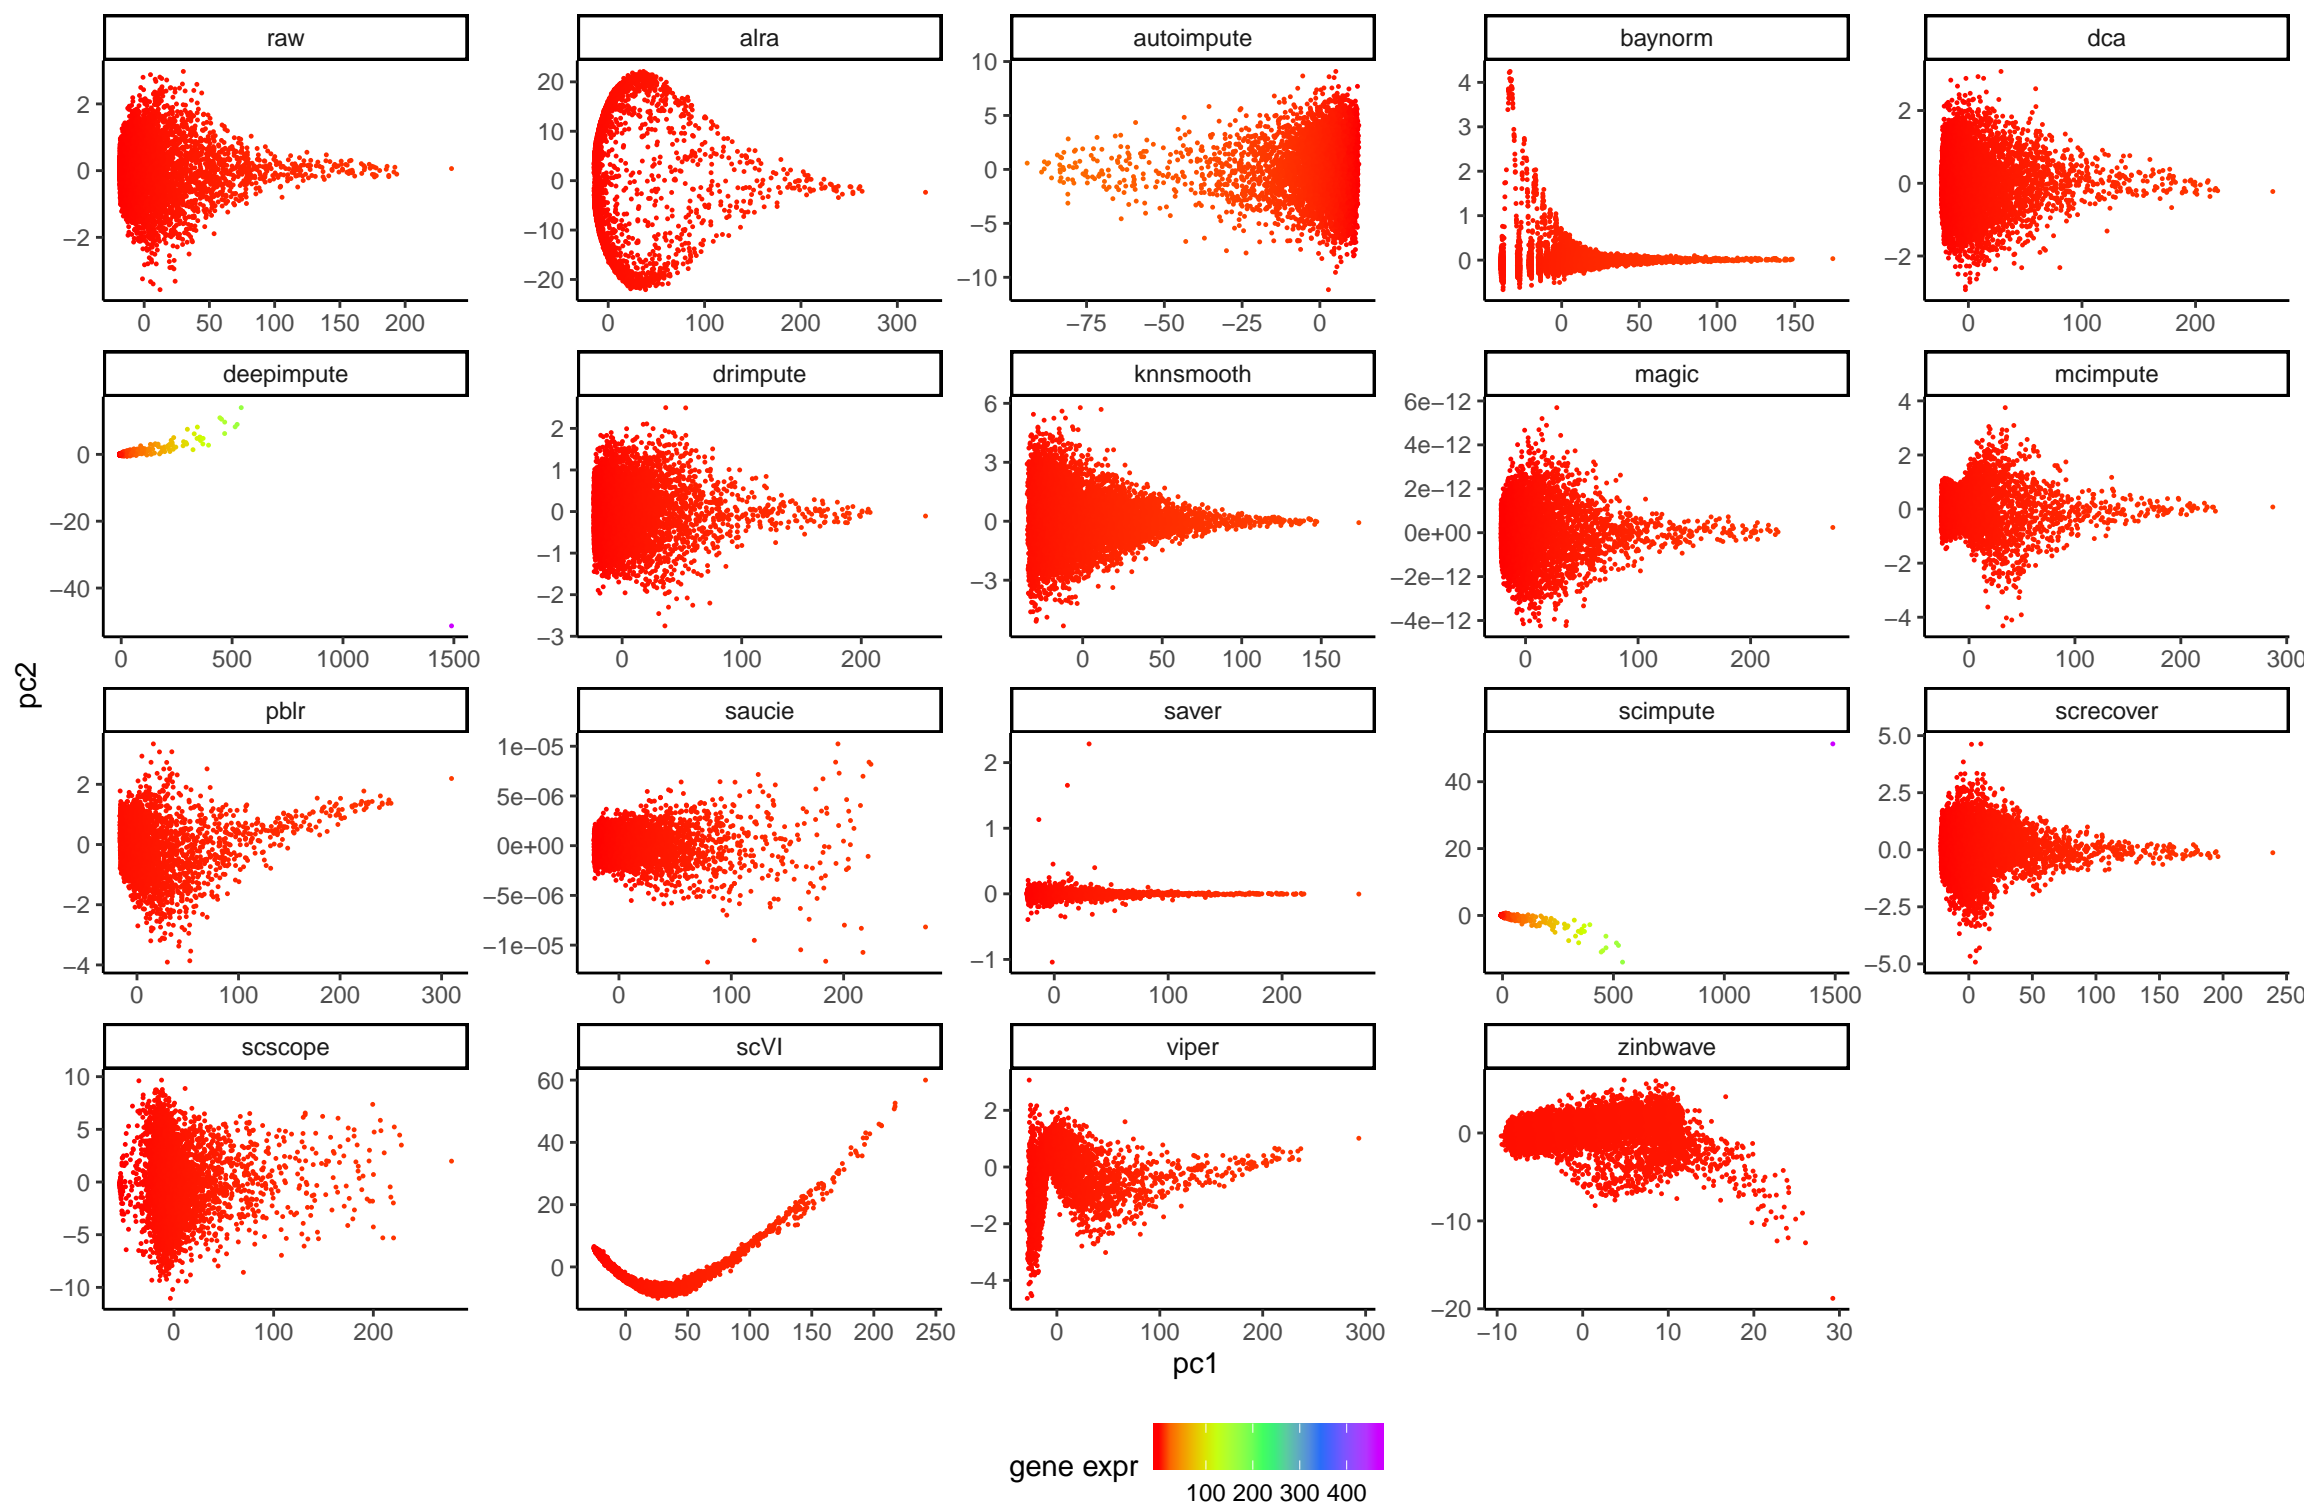 raw alra autoimpute baynorm dca
2 0 −2
0 50 100 150 200
20 10 0 −10 −20
0 100 200 300
10 5 0 −5 −10
−75 −50 −25 0
4 3 2 1 0
0 50 100 150
2 0 −2
0 100 200
deepimpute drimpute knnsmooth magic mcimpute
0 −20 −40
0 500 1000 1500
2 1 0 −1 −2 −3
0 100 200
6 3 0 −3
0 50 100 150
6e−12 4e−12 2e−12 0e+00 −2e−12 −4e−12
0 100 200
4 2 0 −2 −4
0 100 200 300
pc2
pblr saucie saver scimpute screcover
2 0 −2 −4
0 100 200 300
1e−05 5e−06 0e+00 −5e−06 −1e−05
0 100 200
2 1 0 −1
0 100 200
40 20 0
0 500 1000 1500
5.0 2.5 0.0 −2.5 −5.0
0 50 100 150 200 250
scscope scVI viper zinbwave
10 5 0 −5 −10
0 100 200
60 40 20 0
0 50 100 150 200 250
2 0 −2 −4
0 100 200 300
0 −10 −20
−10 0 10 20 30
pc1
gene expr
100 200 300 400